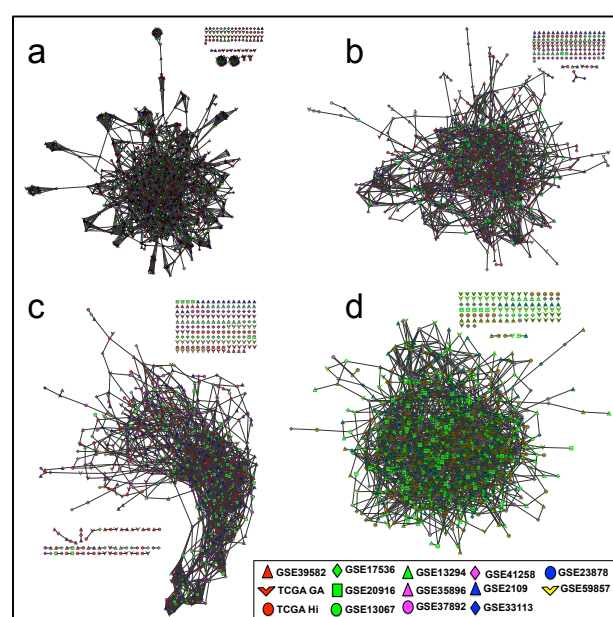 a
b
c
d
GSE39582 GSE17536 GSE13294 GSE41258 GSE23878
TCGA GA GSE20916 GSE35896 GSE2109 GSE59857
TCGA Hi GSE13067 GSE37892 GSE33113